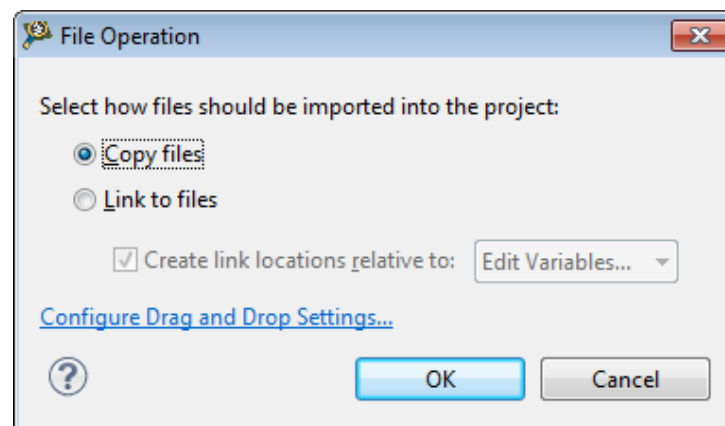 File Operation
Select how files should be imported into the project:
Copy files
Link to files
Create link locations relative to: Edit Variables...
Configure Drag and Drop Settings...
? OK Cancel